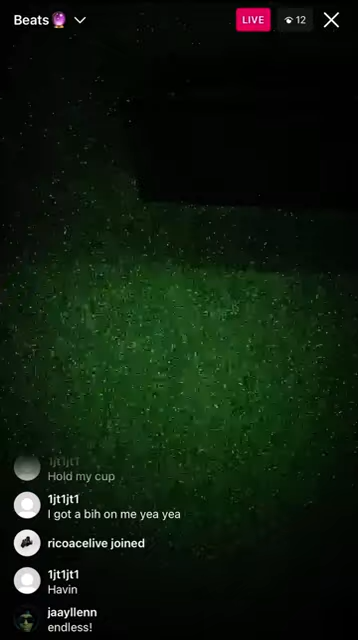 Beats🔮
LIVE
12
1jt1jt1
Hold my cup
1jt1jt1
I got a bih on me yea yea
ricoacelive joined
1jt1jt1
Havin
jaayllenn
endless!